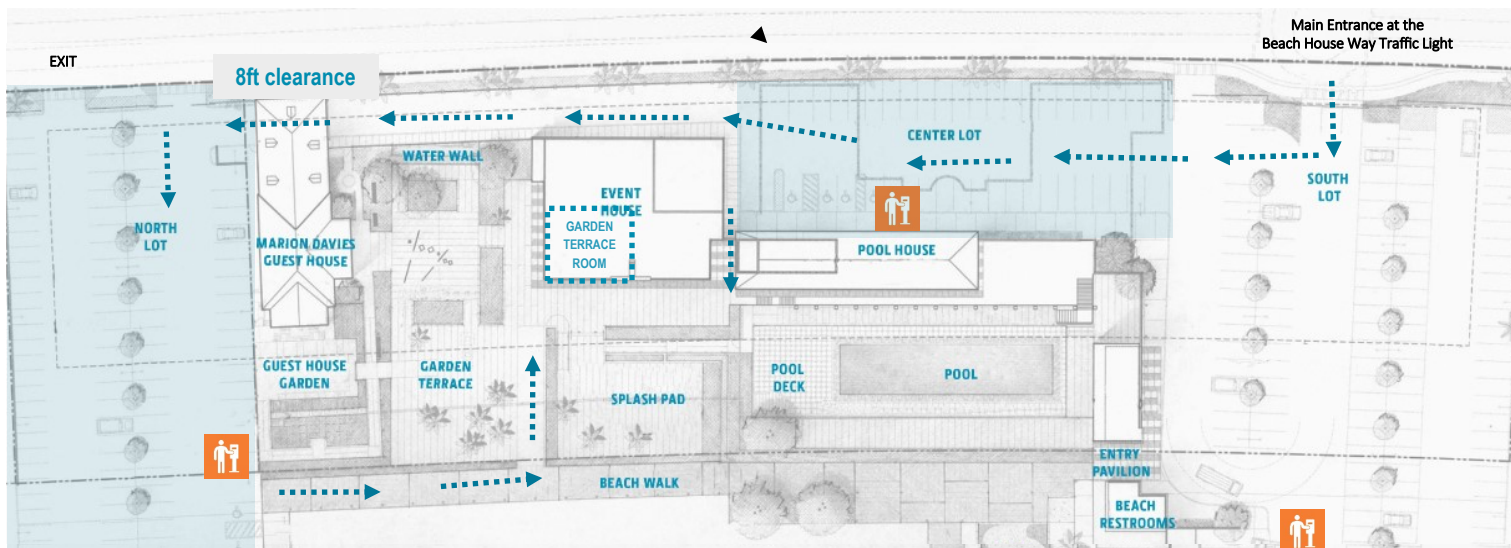 EXIT
8ft clearance
Main Entrance at the
Beach House Way Traffic Light
CENTER LOT
WATER WALL
SOUTH
LOT
EVENT
HOUSE
GARDEN
TERRACE
ROOM
NORTH
LOT
MARION DAVIES
GUEST HOUSE
POOL HOUSE
GUEST HOUSE
GARDEN
GARDEN
TERRACE
SPLASH PAD
POOL
DECK
POOL
ENTRY
PAVILION
BEACH WALK
BEACH
RESTROOMS